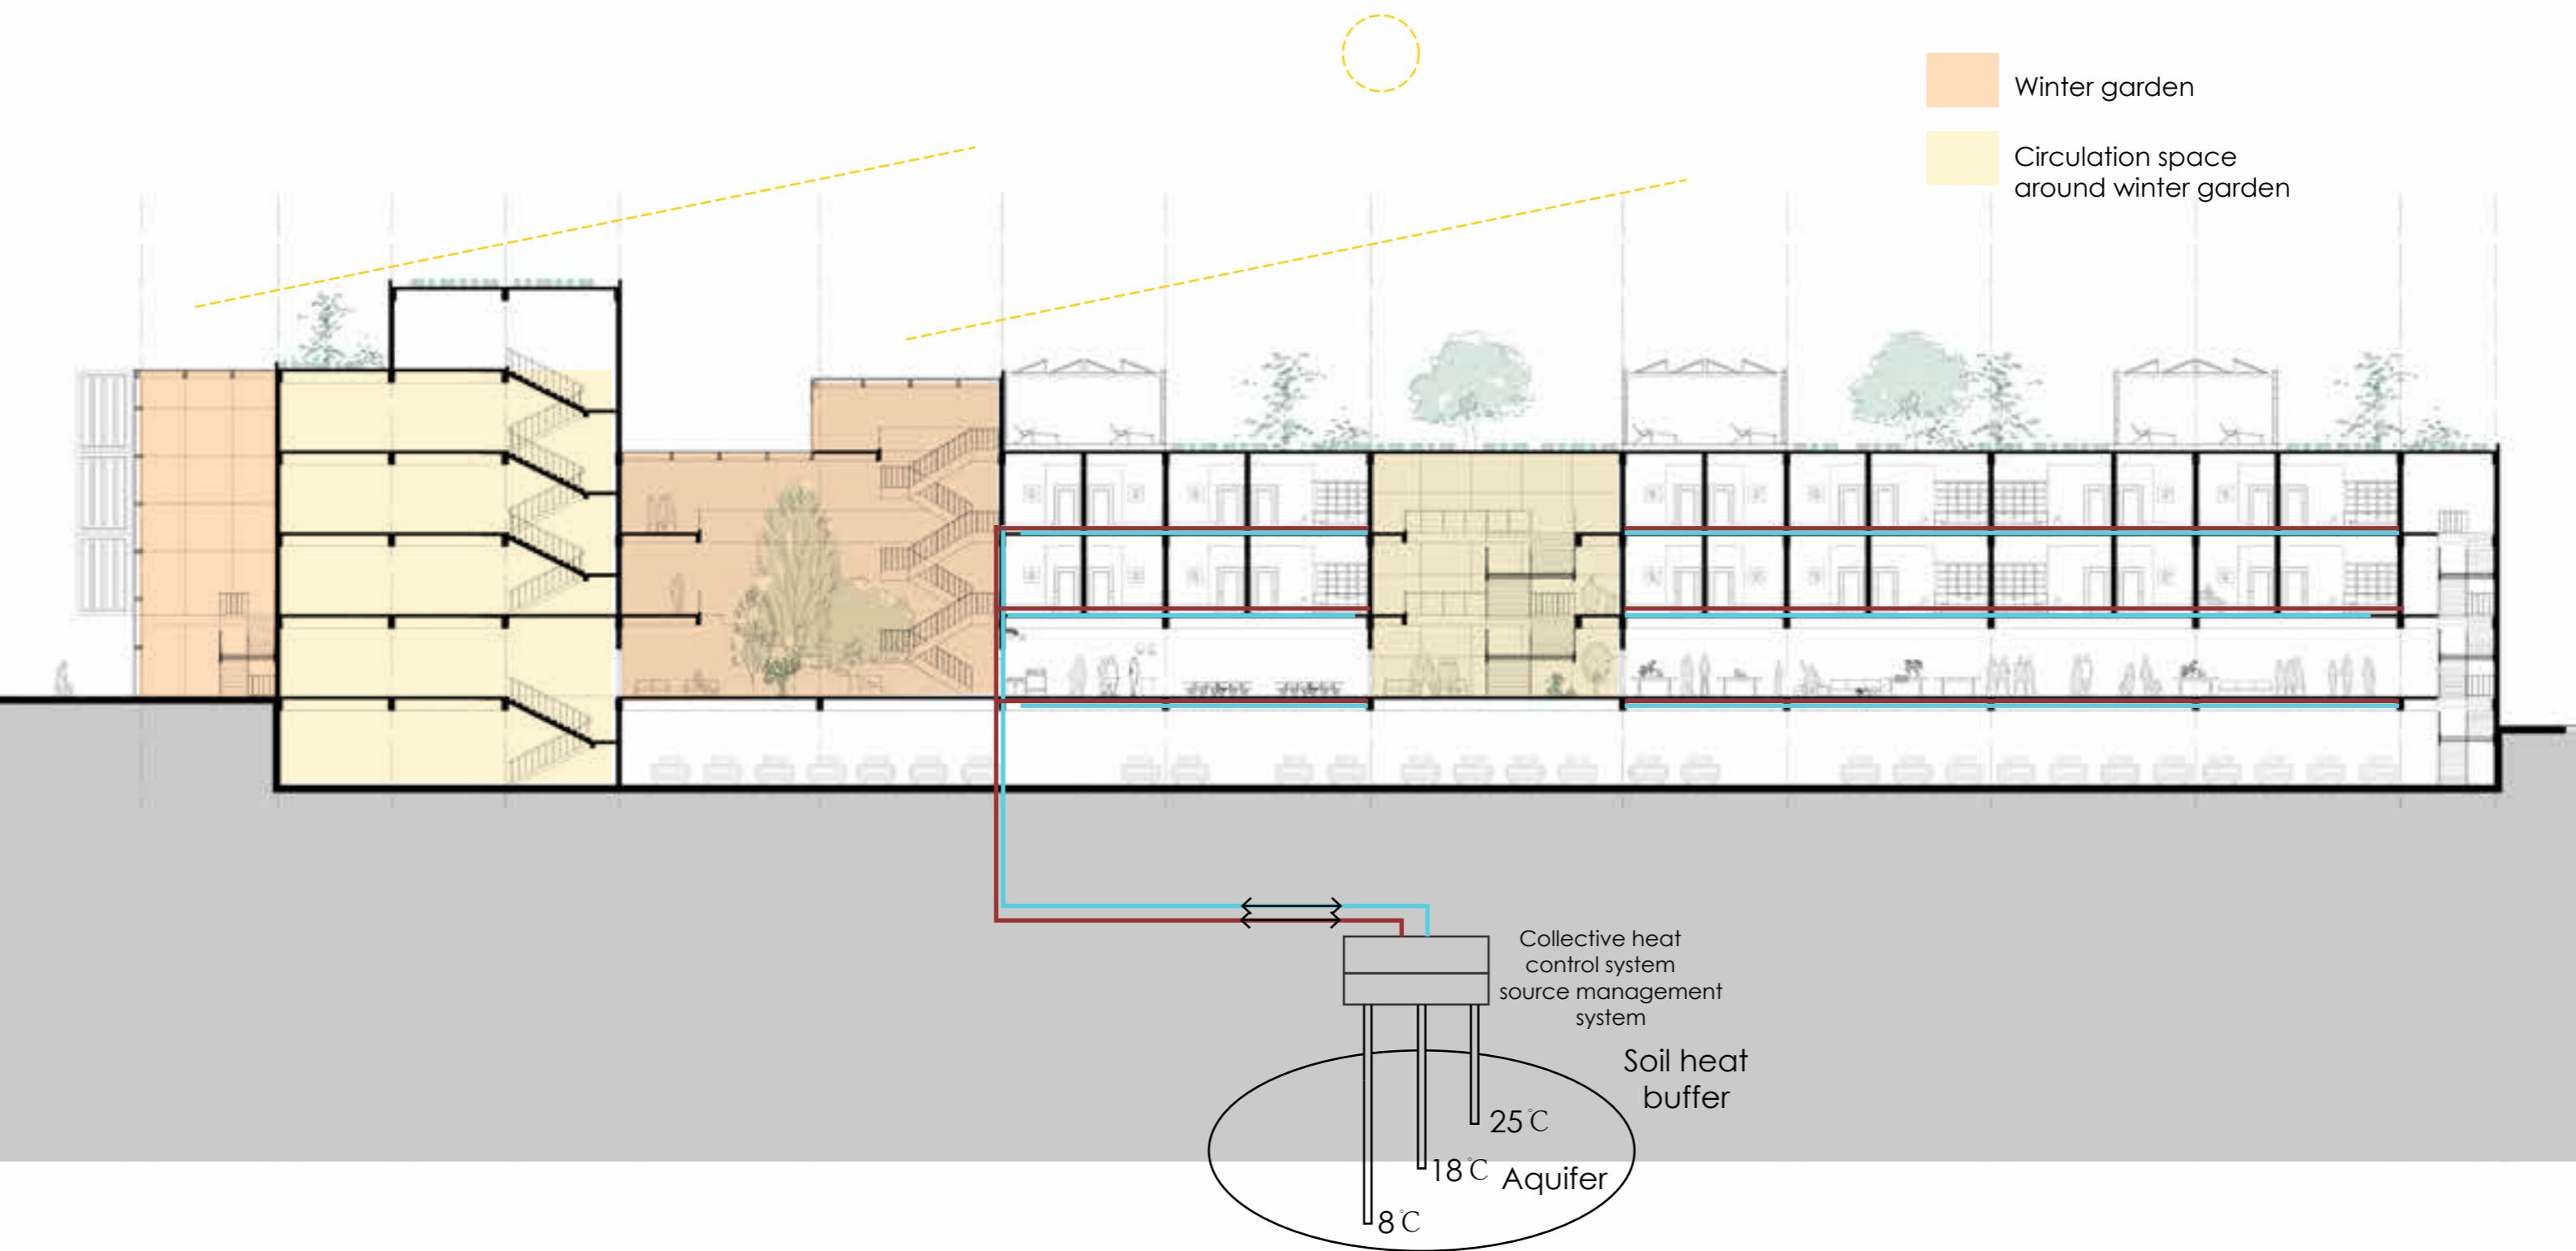 Winter garden
Circulation space
around winter garden
Collective heat
control system
source management
system
Soil heat
buffer
25℃
18℃ Aquifer
8℃